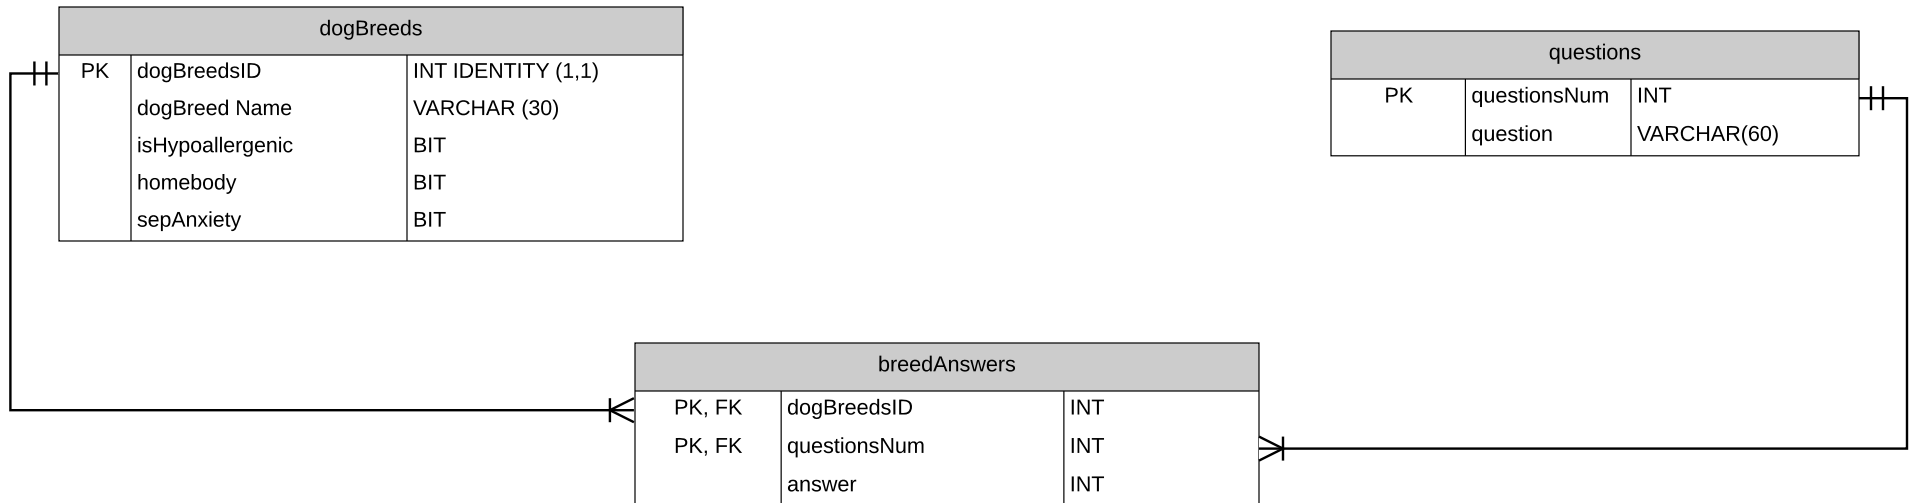 dogBreeds
PK dogBreedsID INT IDENTITY (1,1)
dogBreed Name VARCHAR (30)
isHypoallergenic BIT
homebody BIT
sepAnxiety BIT
questions
PK questionsNum INT
question VARCHAR(60)
breedAnswers
PK, FK dogBreedsID INT
PK, FK questionsNum INT
answer INT